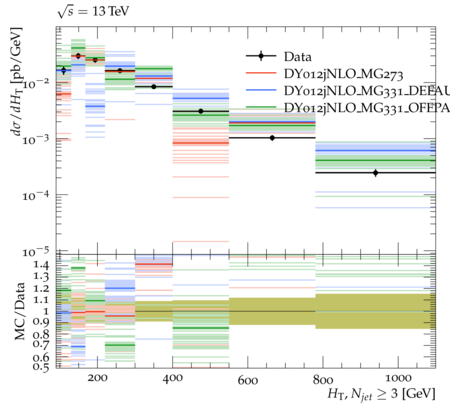 √s = 13 TeV
dσ/dH_T [pb/GeV]
10⁻²
10⁻³
10⁻⁴
10⁻⁵
Data
DY012jNLO_MG273
DY012jNLO_MG331_DEFAU
DY012jNLO_MG331_OFFPA
MC/Data
1.4
1.3
1.2
1.1
1
0.9
0.8
0.7
0.6
0.5
200 400 600 800 1000
H_T, N_jet ≥ 3 [GeV]